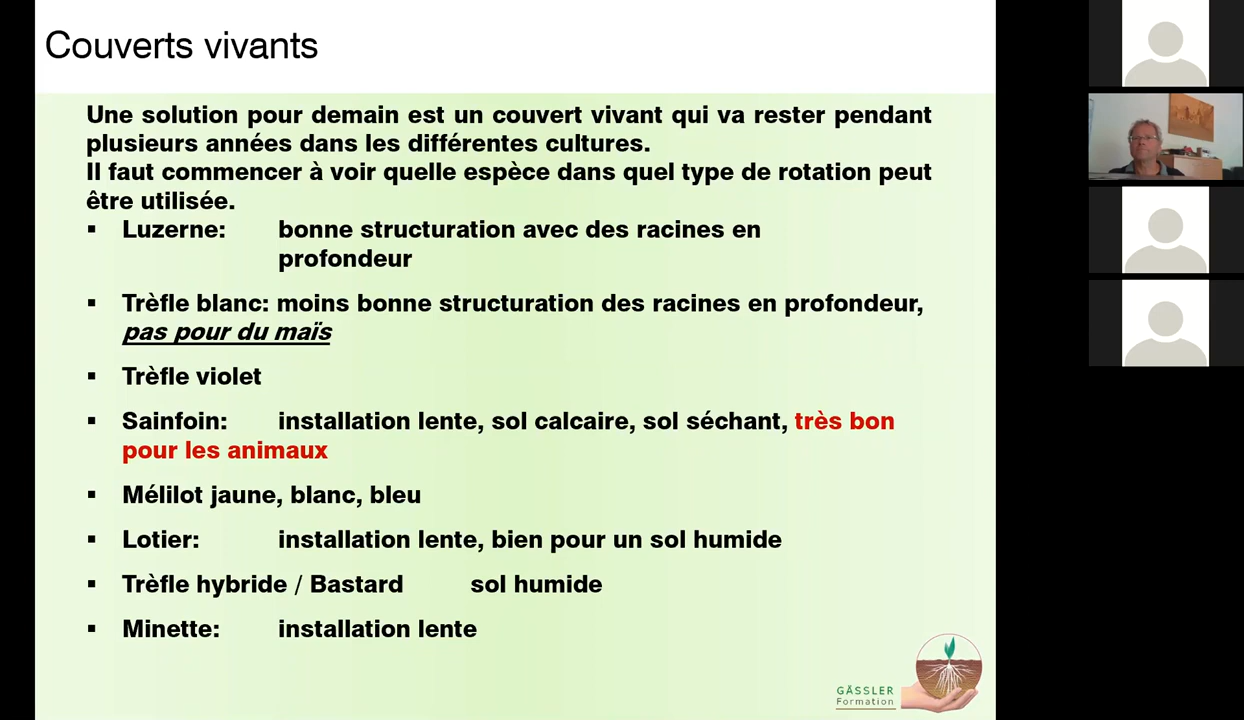 Couverts vivants
Une solution pour demain est un couvert vivant qui va rester pendant
plusieurs années dans les différentes cultures.
Il faut commencer à voir quelle espèce dans quel type de rotation peut
être utilisée.
▪ Luzerne: bonne structuration avec des racines en
profondeur
▪ Trèfle blanc: moins bonne structuration des racines en profondeur,
pas pour du maïs
▪ Trèfle violet
▪ Sainfoin: installation lente, sol calcaire, sol séchant, très bon
pour les animaux
▪ Mélilot jaune, blanc, bleu
▪ Lotier: installation lente, bien pour un sol humide
▪ Trèfle hybride / Bastard sol humide
▪ Minette: installation lente
GÄSSLER
Formation